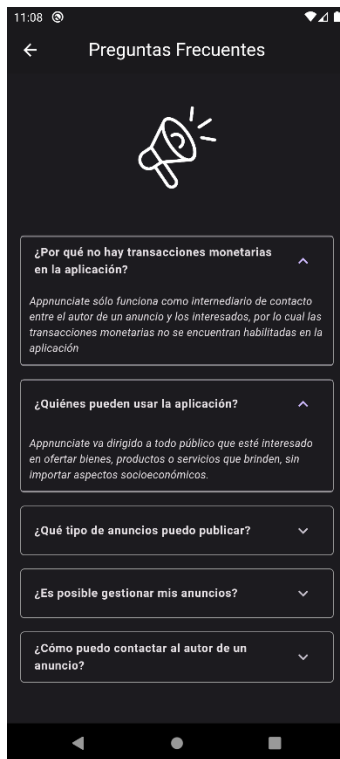 11:08
Preguntas Frecuentes
¿Por qué no hay transacciones monetarias
en la aplicación?
Appnunciate sólo funciona como internediario de contacto
entre el autor de un anuncio y los interesados, por lo cual las
transacciones monetarias no se encuentran habilitadas en la
aplicación
¿Quiénes pueden usar la aplicación?
Appnunciate va dirigido a todo público que esté interesado
en ofertar bienes, productos o servicios que brinden, sin
importar aspectos socioeconómicos.
¿Qué tipo de anuncios puedo publicar?
¿Es posible gestionar mis anuncios?
¿Cómo puedo contactar al autor de un
anuncio?